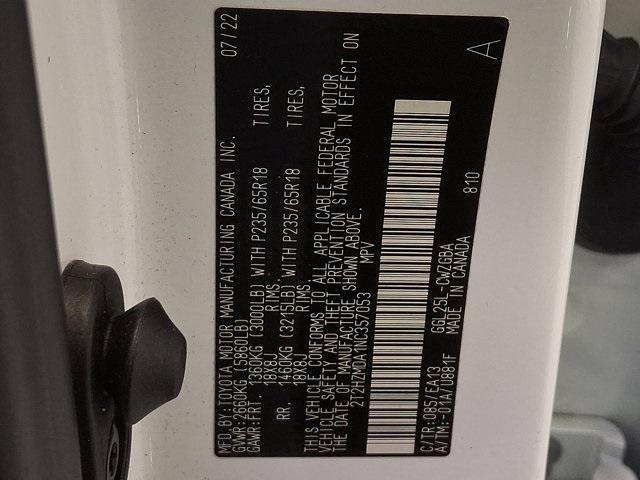 MFD.BY:TOYOTA MOTOR MANUFACTURING CANADA INC. 07/22
GVWR:2660KG (5860LB)
GAWR:FRT. 1360KG (3000LB) WITH P235/65R18 TIRES,
18X8J RIMS.
RR. 1460KG (3215LB) WITH P235/65R18 TIRES,
18X8J RIMS
THIS VEHICLE CONFORMS TO ALL APPLICABLE FEDERAL MOTOR
VEHICLE SAFETY AND THEFT PREVENTION STANDARDS IN EFFECT ON
THE DATE OF MANUFACTURE SHOWN ABOVE.
2T2HZMDA1NC357053 MPV
C/TR:085/EA13 GGL25L-CWZGBA
A/TM:-01A/U881F MADE IN CANADA 810
A